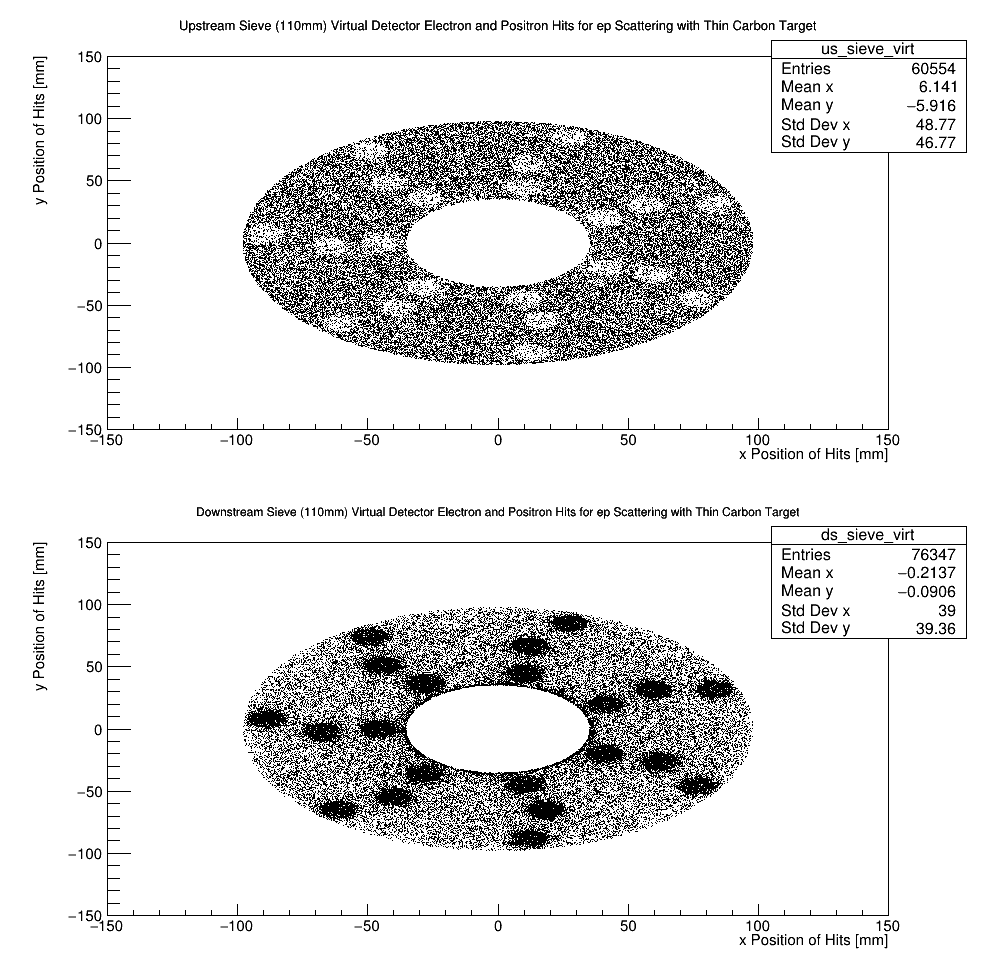 Upstream Sieve (110mm) Virtual Detector Electron and Positron Hits for ep Scattering with Thin Carbon Target
us_sieve_virt
Entries 60554
Mean x 6.141
Mean y −5.916
Std Dev x 48.77
Std Dev y 46.77
y Position of Hits [mm]
150
100
50
0
−50
−100
−150
−150 −100 −50 0 50 100 150
x Position of Hits [mm]
Downstream Sieve (110mm) Virtual Detector Electron and Positron Hits for ep Scattering with Thin Carbon Target
ds_sieve_virt
Entries 76347
Mean x −0.2137
Mean y −0.0906
Std Dev x 39
Std Dev y 39.36
y Position of Hits [mm]
150
100
50
0
−50
−100
−150
−150 −100 −50 0 50 100 150
x Position of Hits [mm]